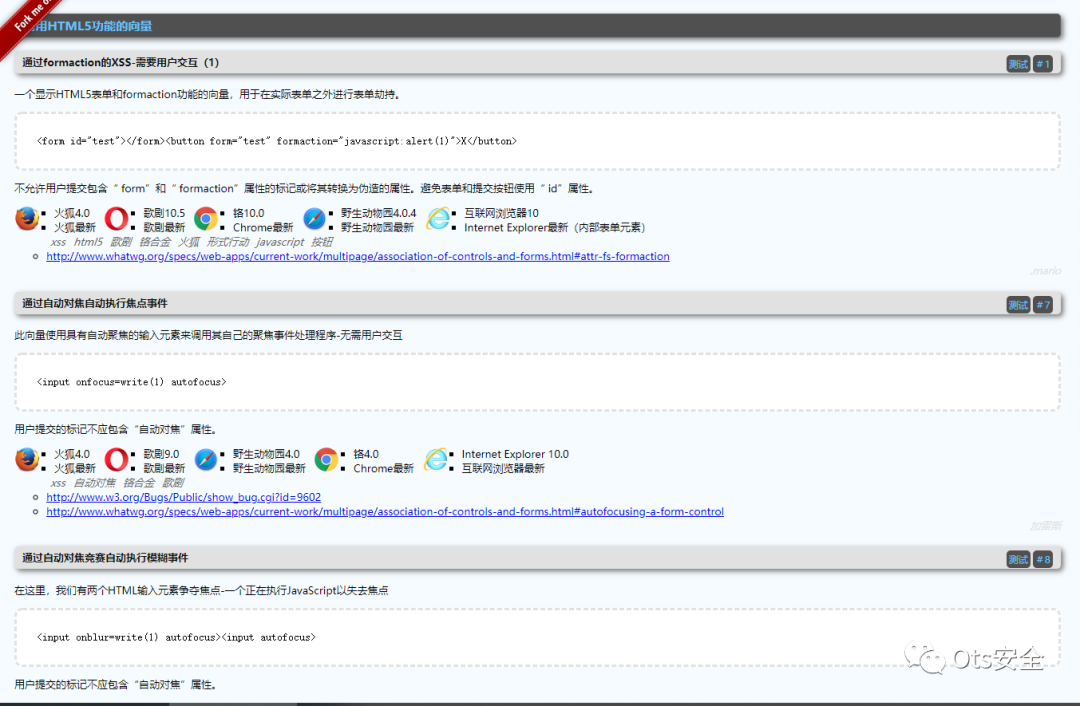 Fork me o
用HTML5功能的向量
通过formaction的XSS-需要用户交互（1） 测试 #1
一个显示HTML5表单和formaction功能的向量，用于在实际表单之外进行表单劫持。
<form id="test"></form><button form="test" formaction="javascript:alert(1)">X</button>
不允许用户提交包含“ form”和“ formaction”属性的标记或将其转换为伪造的属性。避免表单和提交按钮使用“ id”属性。
火狐4.0 歌剧10.5 铬10.0 野生动物园4.0.4 互联网浏览器10
火狐最新 歌剧最新 Chrome最新 野生动物园最新 Internet Explorer最新（内部表单元素）
xss html5 歌剧 铬合金 火狐 形式行动 javascript 按钮
http://www.whatwg.org/specs/web-apps/current-work/multipage/association-of-controls-and-forms.html#attr-fs-formaction
.mario
通过自动对焦自动执行焦点事件 测试 #7
此向量使用具有自动聚焦的输入元素来调用其自己的聚焦事件处理程序-无需用户交互
<input onfocus=write(1) autofocus>
用户提交的标记不应包含“自动对焦”属性。
火狐4.0 歌剧9.0 野生动物园4.0 铬4.0 Internet Explorer 10.0
火狐最新 歌剧最新 野生动物园最新 Chrome最新 互联网浏览器最新
xss 自动对焦 铬合金 歌剧
http://www.w3.org/Bugs/Public/show_bug.cgi?id=9602
http://www.whatwg.org/specs/web-apps/current-work/multipage/association-of-controls-and-forms.html#autofocusing-a-form-control
通过自动对焦竞赛自动执行模糊事件 测试 #8
在这里，我们有两个HTML输入元素争夺焦点-一个正在执行JavaScript以失去焦点
<input onblur=write(1) autofocus><input autofocus>
Ots安全
用户提交的标记不应包含“自动对焦”属性。